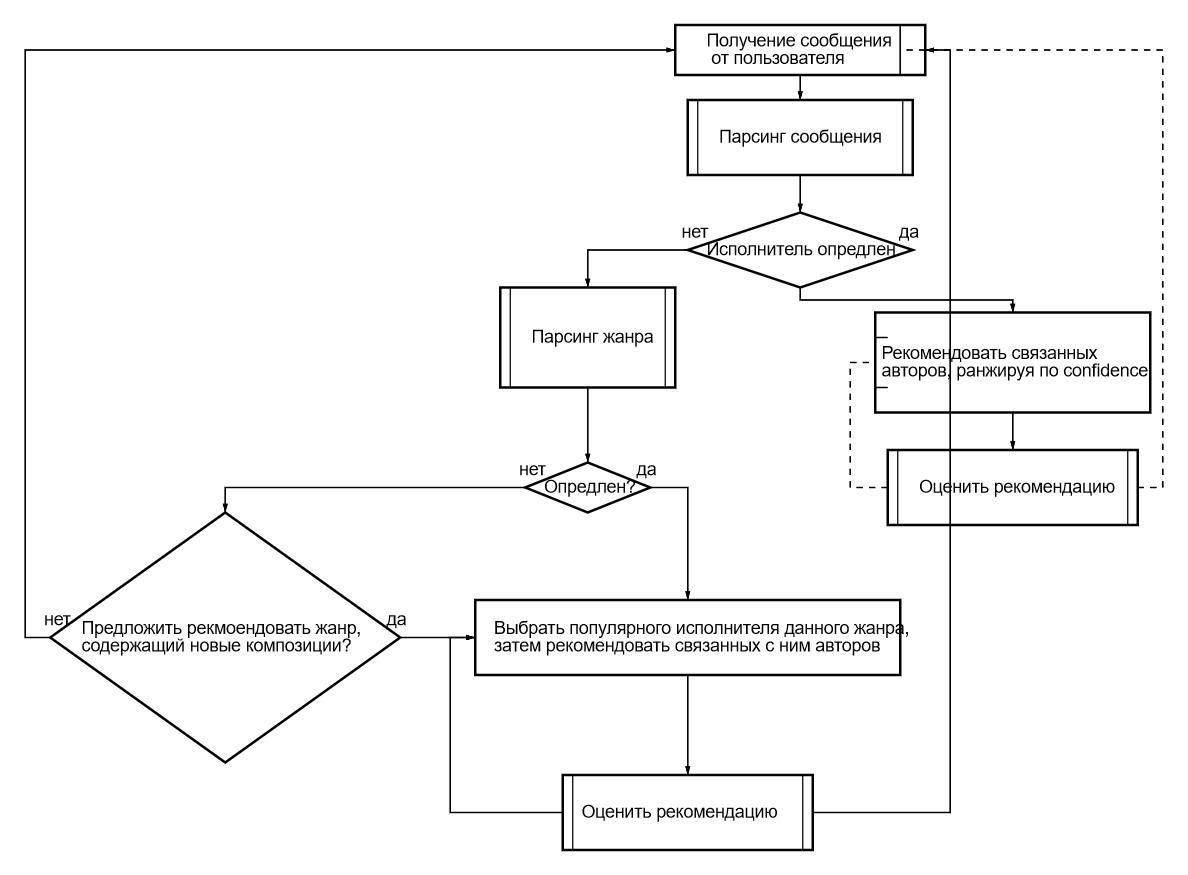 Получение сообщения
от пользователя
Парсинг сообщения
нет
да
Исполнитель опредлен
Парсинг жанра
Рекомендовать связанных
авторов, ранжируя по confidence
нет
да
Опредлен?
Оценить рекомендацию
нет
да
Предложить рекмоендовать жанр,
содержащий новые композиции?
Выбрать популярного исполнителя данного жанра,
затем рекомендовать связанных с ним авторов
Оценить рекомендацию